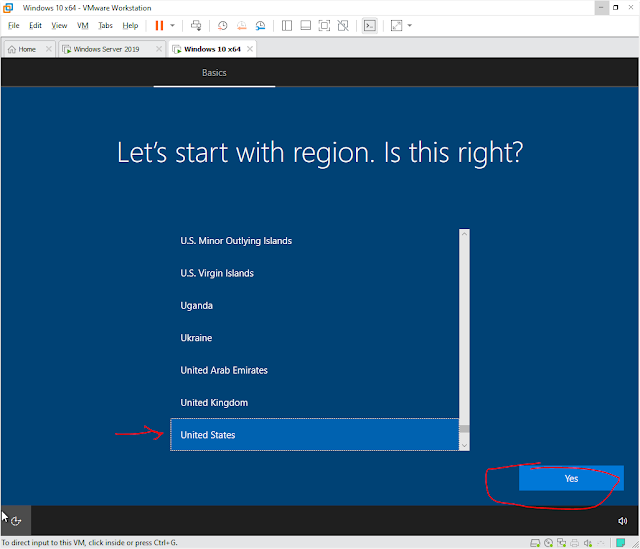 Windows 10 x64 - VMware Workstation
File Edit View VM Tabs Help
Home Windows Server 2019 Windows 10 x64
Basics
Let's start with region. Is this right?
U.S. Minor Outlying Islands
U.S. Virgin Islands
Uganda
Ukraine
United Arab Emirates
United Kingdom
United States
Yes
To direct input to this VM, click inside or press Ctrl+G.